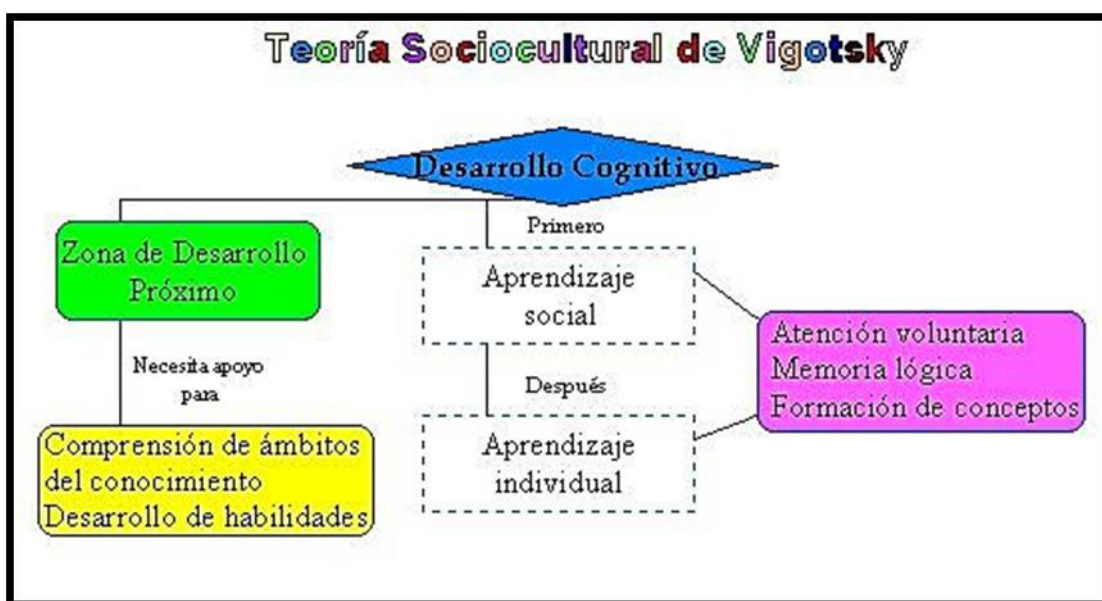 Teoría Sociocultural de Vigotsky
Desarrollo Cognitivo
Zona de Desarrollo
Próximo
Necesita apoyo
para
Comprensión de ámbitos
del conocimiento
Desarrollo de habilidades
Primero
Aprendizaje
social
Después
Aprendizaje
individual
Atención voluntaria
Memoria lógica
Formación de conceptos